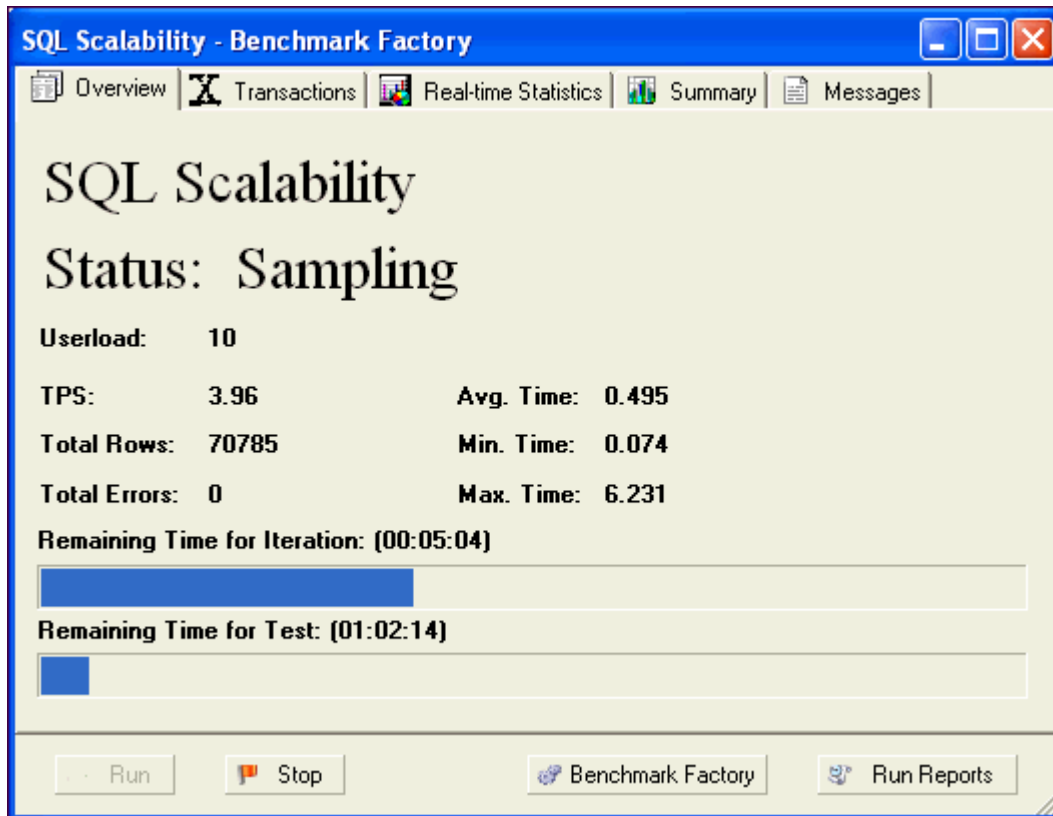 SQL Scalability - Benchmark Factory
Overview Transactions Real-time Statistics Summary Messages
SQL Scalability
Status: Sampling
Userload: 10
TPS: 3.96 Avg. Time: 0.495
Total Rows: 70785 Min. Time: 0.074
Total Errors: 0 Max. Time: 6.231
Remaining Time for Iteration: (00:05:04)
Remaining Time for Test: (01:02:14)
Run Stop Benchmark Factory Run Reports